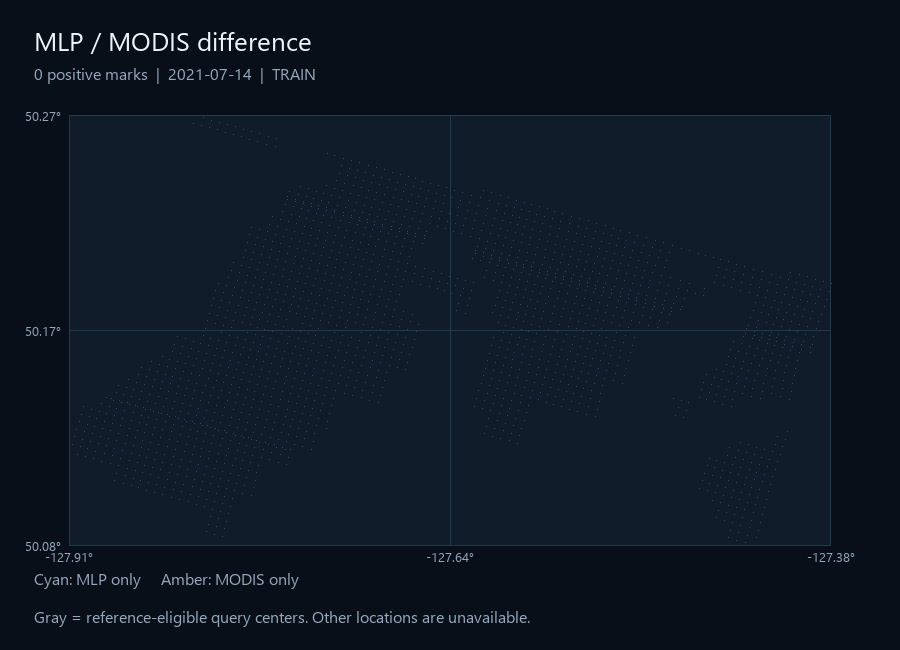 MLP / MODIS difference
0 positive marks | 2021-07-14 | TRAIN
50.27°
50.17°
50.08°
-127.91° -127.64° -127.38°
Cyan: MLP only Amber: MODIS only
Gray = reference-eligible query centers. Other locations are unavailable.